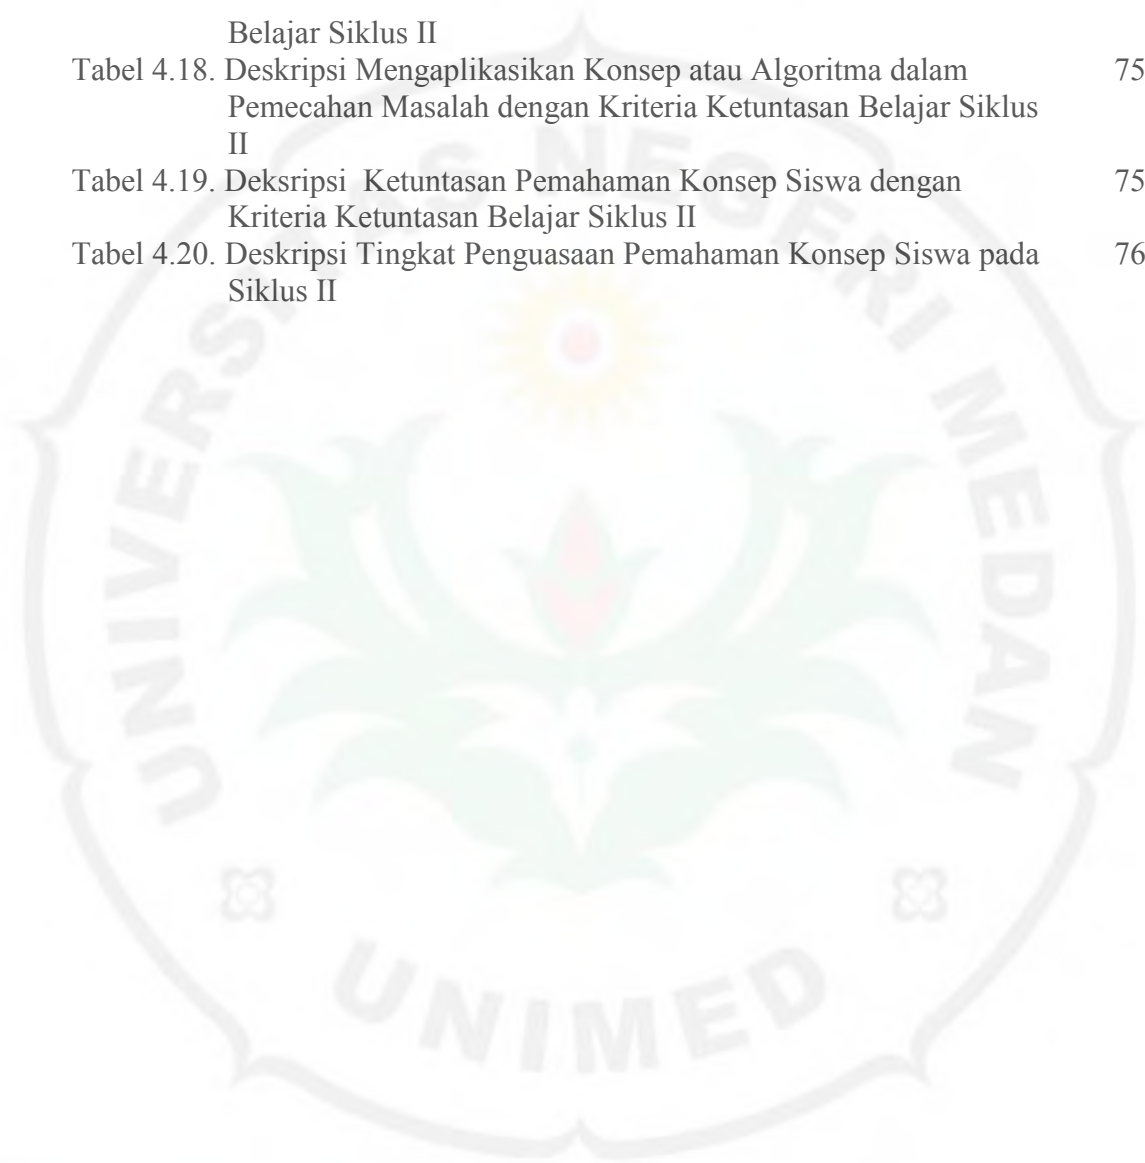 Belajar Siklus II
Tabel 4.18. Deskripsi Mengaplikasikan Konsep atau Algoritma dalam 75
Pemecahan Masalah dengan Kriteria Ketuntasan Belajar Siklus
II
Tabel 4.19. Deksripsi Ketuntasan Pemahaman Konsep Siswa dengan 75
Kriteria Ketuntasan Belajar Siklus II
Tabel 4.20. Deskripsi Tingkat Penguasaan Pemahaman Konsep Siswa pada 76
Siklus II
UNIVERSITAS NEGERI MEDAN
UNIMED